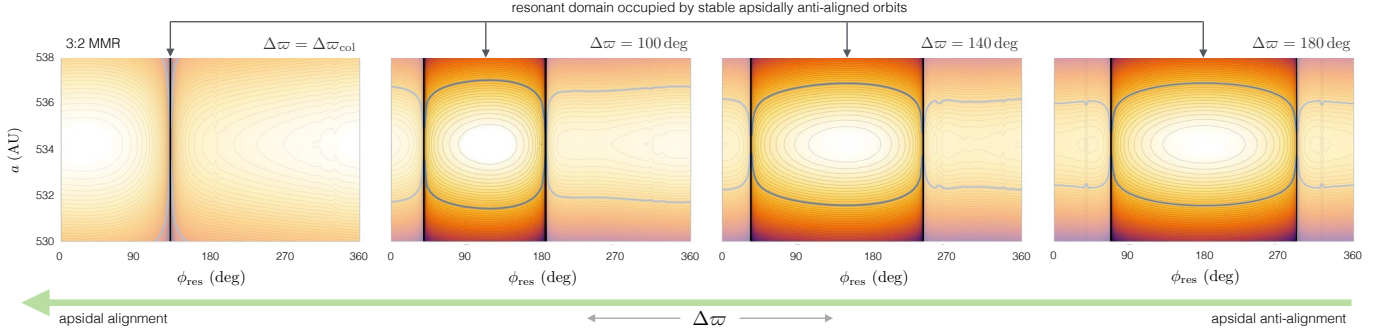 resonant domain occupied by stable apsidally anti-aligned orbits
3:2 MMR
Δϖ = Δϖcol
Δϖ = 100 deg
Δϖ = 140 deg
Δϖ = 180 deg
538
536
534
532
530
a (AU)
0 90 180 270 360
0 90 180 270 360
0 90 180 270 360
0 90 180 270 360
ϕres (deg)
ϕres (deg)
ϕres (deg)
ϕres (deg)
apsidal alignment
Δϖ
apsidal anti-alignment